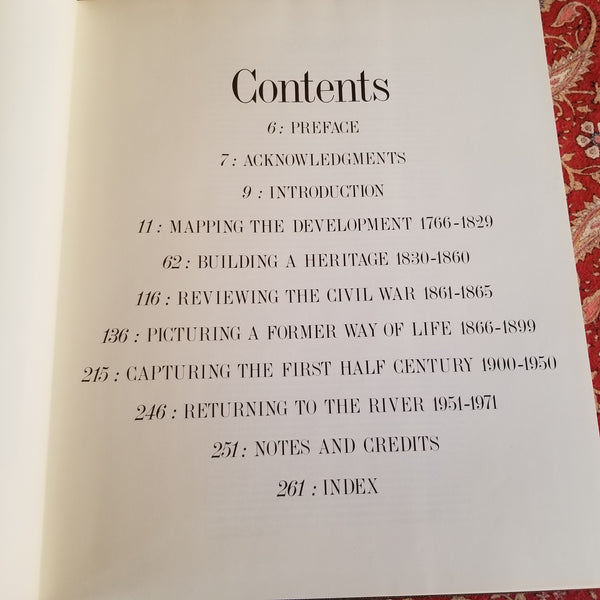 Contents
6 : PREFACE
7 : ACKNOWLEDGMENTS
9 : INTRODUCTION
11 : MAPPING THE DEVELOPMENT 1766-1829
62 : BUILDING A HERITAGE 1830-1860
116 : REVIEWING THE CIVIL WAR 1861-1865
136 : PICTURING A FORMER WAY OF LIFE 1866-1899
215 : CAPTURING THE FIRST HALF CENTURY 1900-1950
246 : RETURNING TO THE RIVER 1951-1971
251 : NOTES AND CREDITS
261 : INDEX